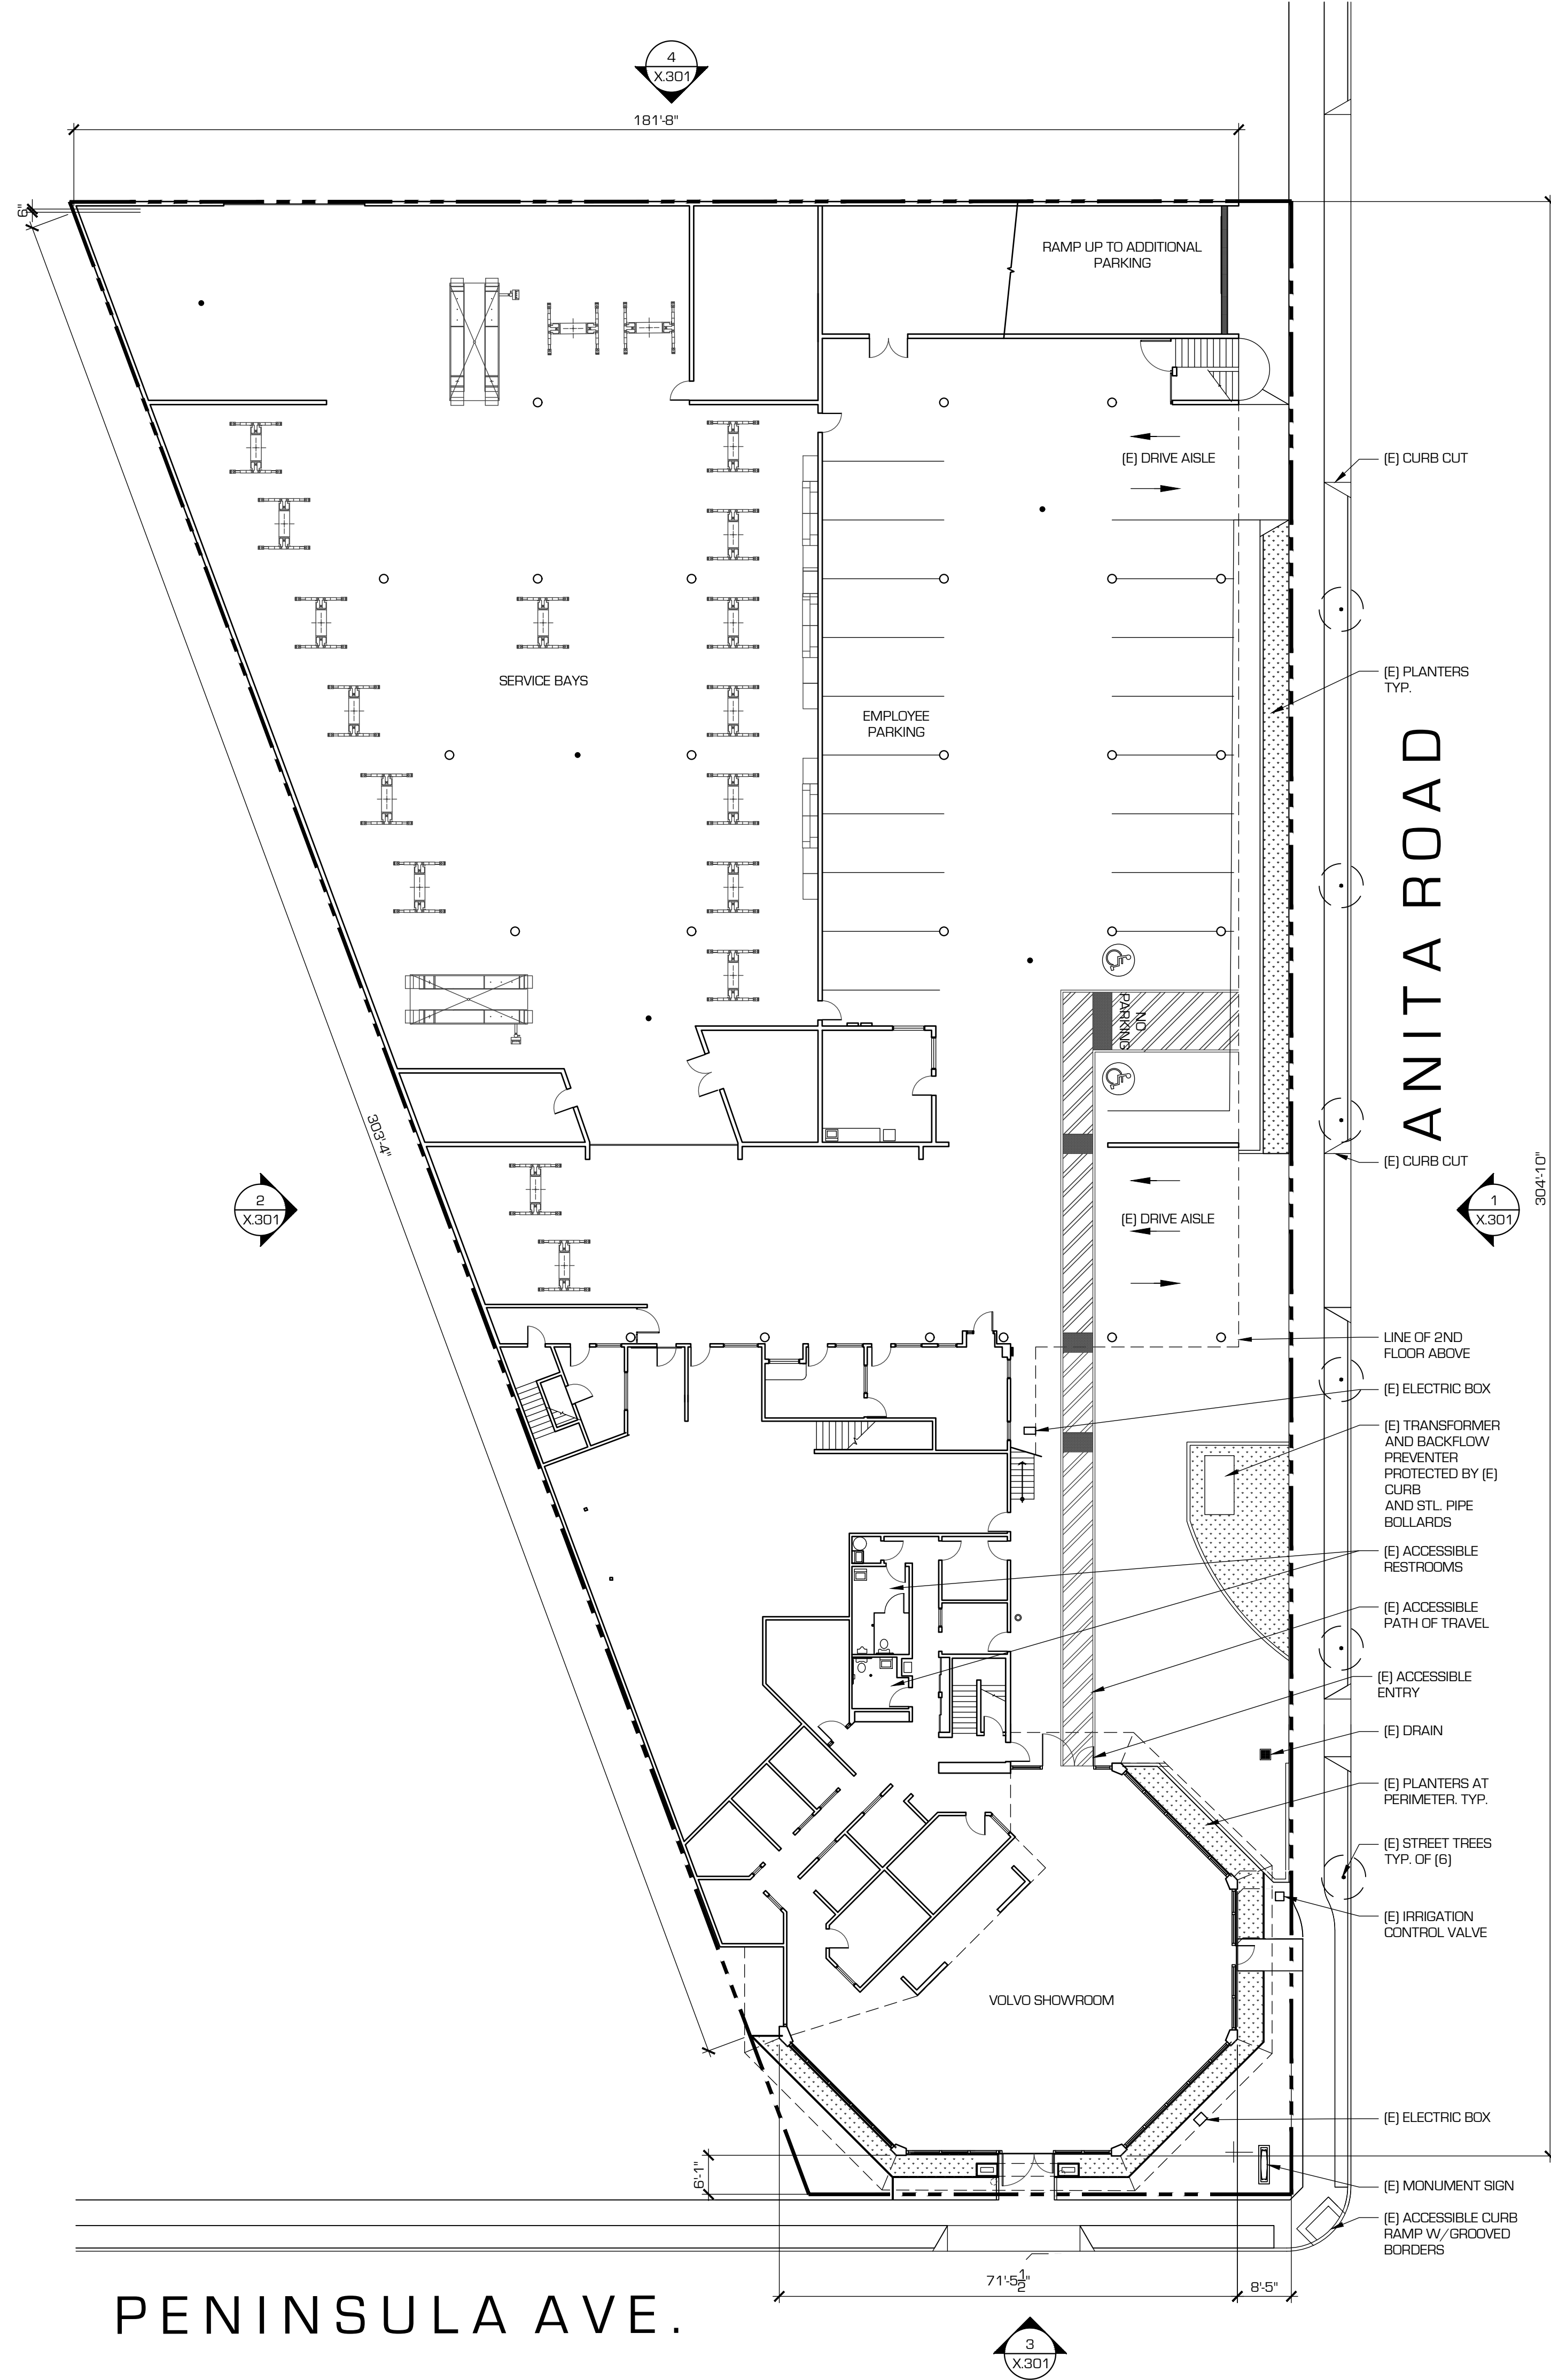 4
X.301
181'-8"
6"
RAMP UP TO ADDITIONAL
PARKING
(E) DRIVE AISLE
(E) CURB CUT
(E) PLANTERS
TYP.
SERVICE BAYS
EMPLOYEE
PARKING
ANITA ROAD
NO
PARKING
303'-4"
(E) CURB CUT
304'-10"
2
X.301
1
X.301
(E) DRIVE AISLE
LINE OF 2ND
FLOOR ABOVE
(E) ELECTRIC BOX
(E) TRANSFORMER
AND BACKFLOW
PREVENTER
PROTECTED BY (E)
CURB
AND STL. PIPE
BOLLARDS
(E) ACCESSIBLE
RESTROOMS
(E) ACCESSIBLE
PATH OF TRAVEL
(E) ACCESSIBLE
ENTRY
(E) DRAIN
(E) PLANTERS AT
PERIMETER. TYP.
(E) STREET TREES
TYP. OF (6)
(E) IRRIGATION
CONTROL VALVE
VOLVO SHOWROOM
(E) ELECTRIC BOX
6'-1"
(E) MONUMENT SIGN
(E) ACCESSIBLE CURB
RAMP W/GROOVED
BORDERS
71'-5 1/2"
8'-5"
PENINSULA AVE.
3
X.301